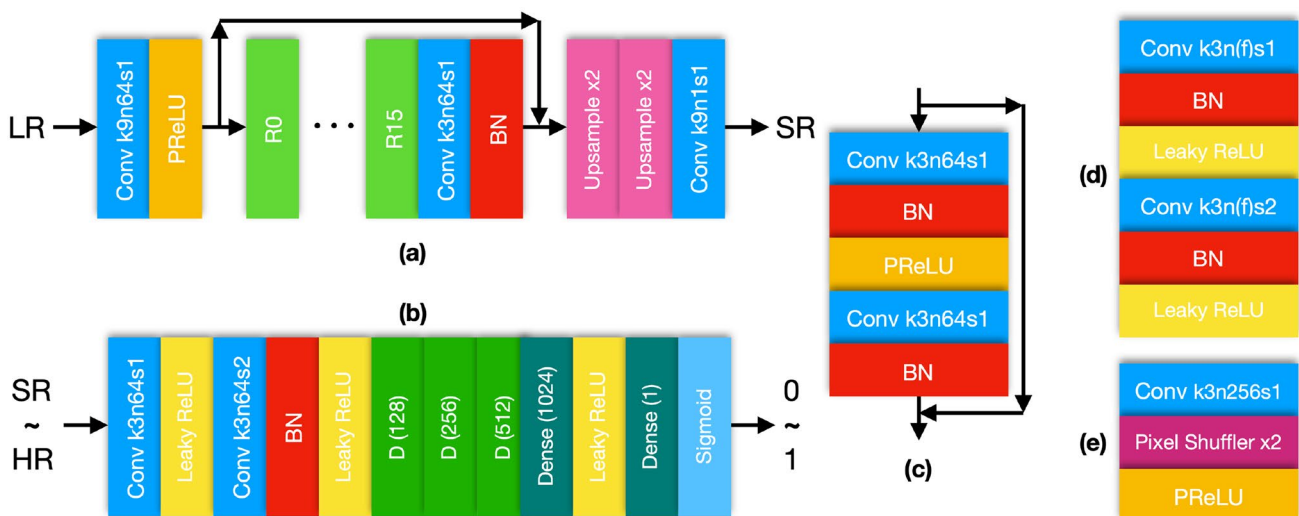 LR
Conv k9n64s1
PReLU
R0
. . .
R15
Conv k3n64s1
BN
Upsample x2
Upsample x2
Conv k9n1s1
SR
(a)
(b)
SR
~
HR
Conv k3n64s1
Leaky ReLU
Conv k3n64s2
BN
Leaky ReLU
D (128)
D (256)
D (512)
Dense (1024)
Leaky ReLU
Dense (1)
Sigmoid
0
~
1
Conv k3n64s1
BN
PReLU
Conv k3n64s1
BN
(c)
Conv k3n(f)s1
BN
Leaky ReLU
(d)
Conv k3n(f)s2
BN
Leaky ReLU
Conv k3n256s1
(e)
Pixel Shuffler x2
PReLU